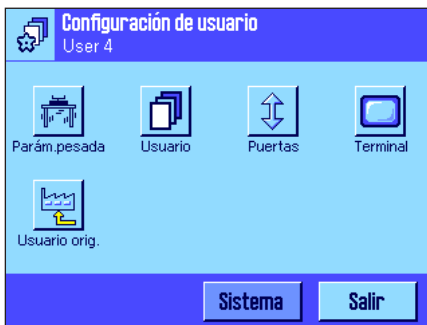 Configuración de usuario
User 4
Parám.pesada Usuario Puertas Terminal
Usuario orig.
Sistema Salir